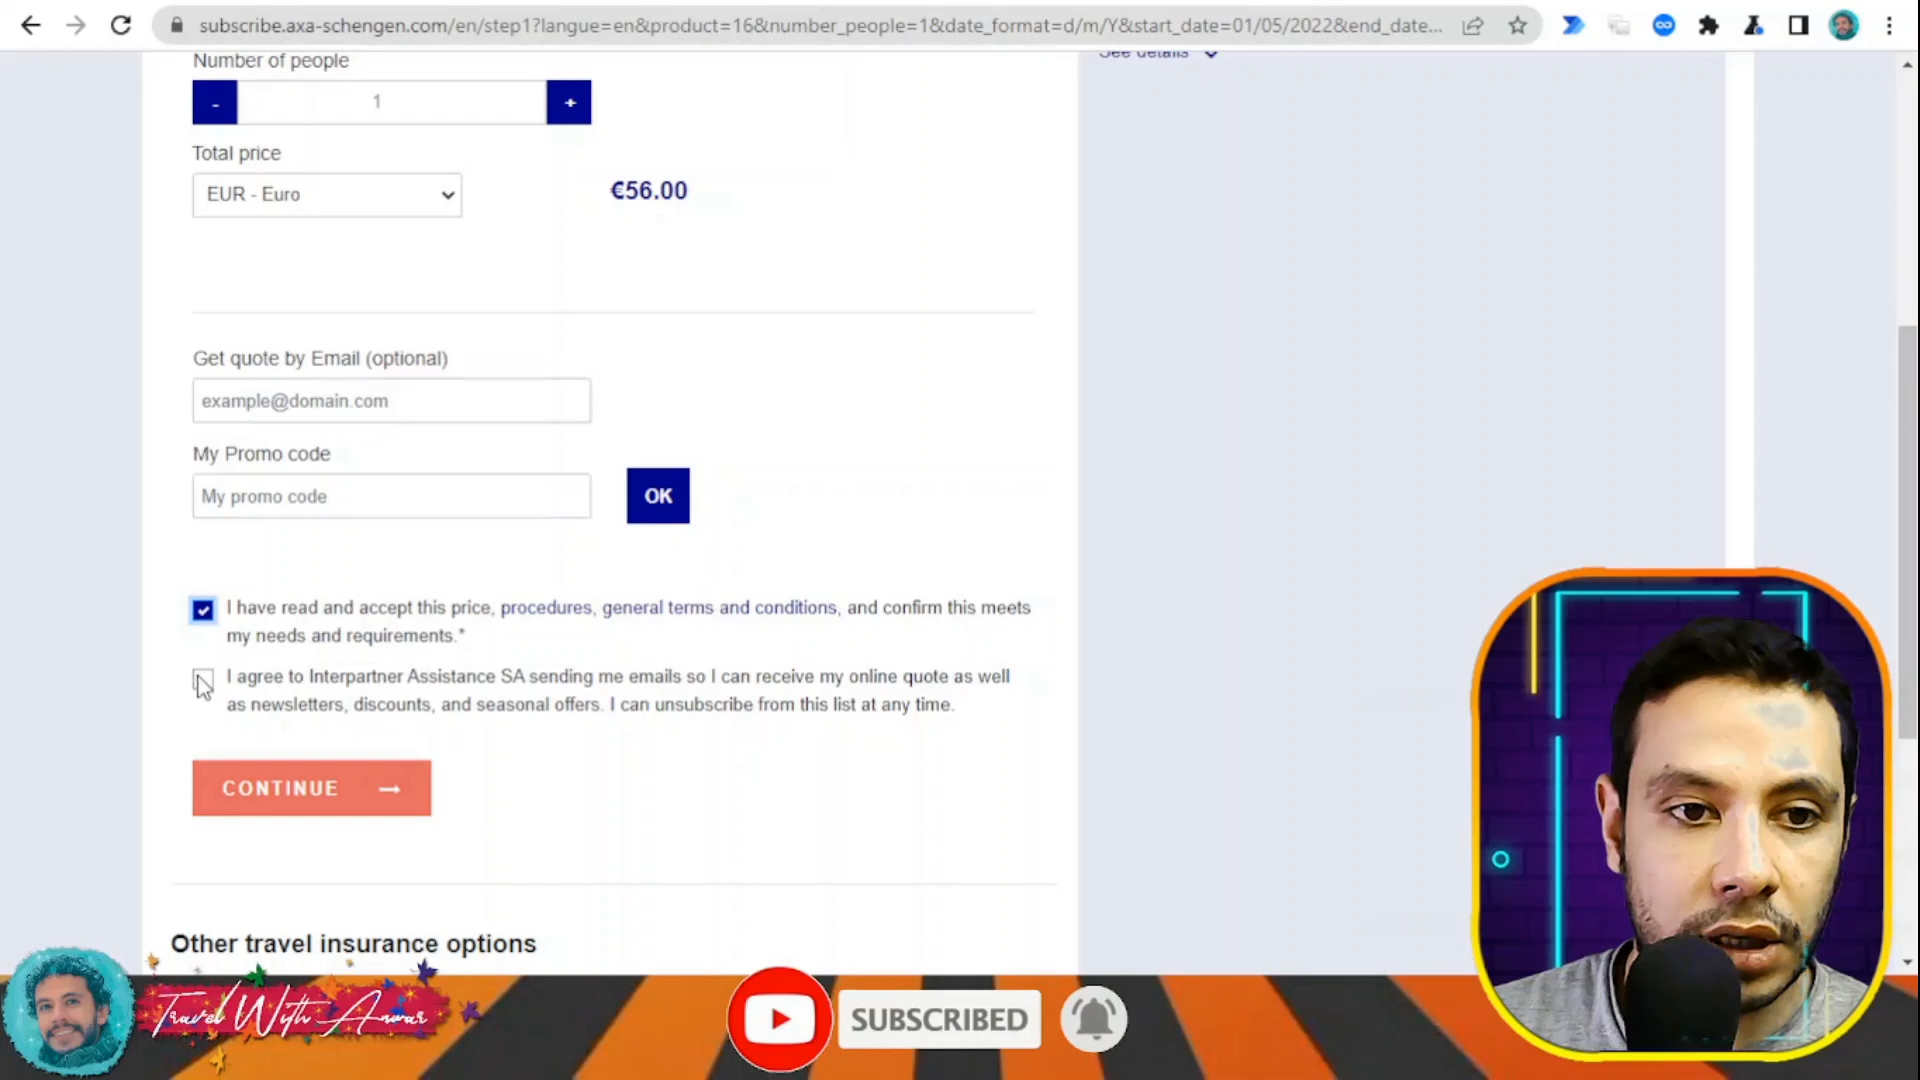 subscribe.axa-schengen.com/en/step1?langue=en&product=16&number_people=1&date_format=d/m/Y&start_date=01/05/2022&end_date...
Number of people
See details
- 1 +
Total price
EUR - Euro
€56.00
Get quote by Email (optional)
example@domain.com
My Promo code
My promo code
OK
I have read and accept this price, procedures, general terms and conditions, and confirm this meets
my needs and requirements.*
I agree to Interpartner Assistance SA sending me emails so I can receive my online quote as well
as newsletters, discounts, and seasonal offers. I can unsubscribe from this list at any time.
CONTINUE →
Other travel insurance options
Travel With Anwar
SUBSCRIBED